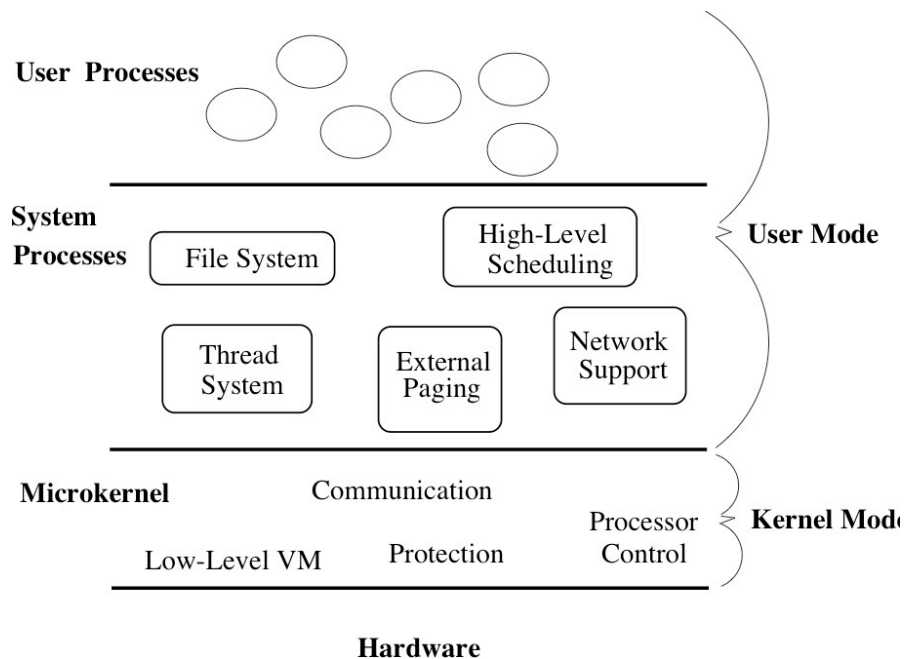 User Processes
System
Processes
File System
High-Level
Scheduling
User Mode
Thread
System
External
Paging
Network
Support
Microkernel
Communication
Low-Level VM
Protection
Processor
Control
Kernel Mode
Hardware